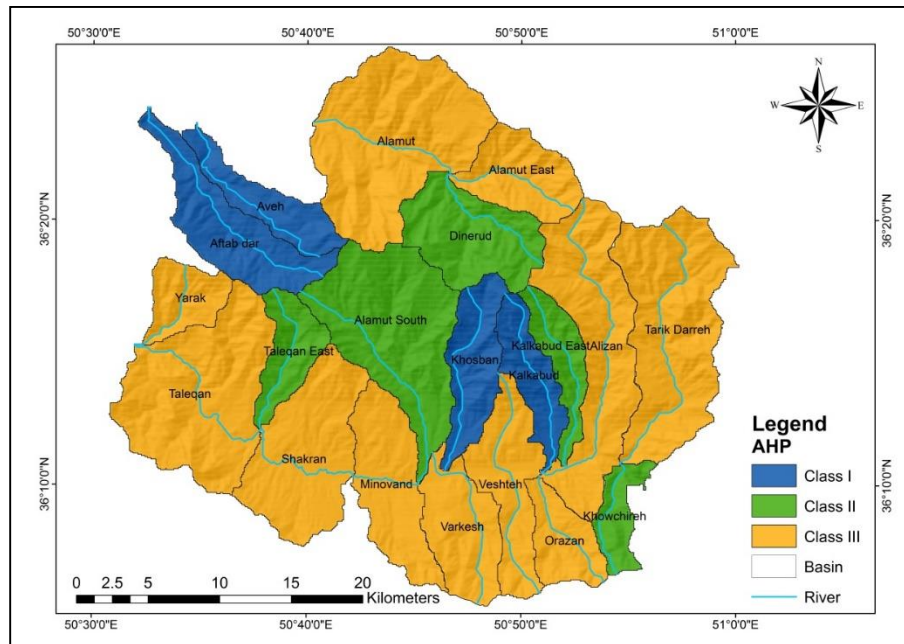 50°30'0"E 50°40'0"E 50°50'0"E 51°0'0"E
N
W E
S
36°20'0"N
36°10'0"N
36°20'0"N
36°10'0"N
Alamut
Alamut East
Aveh
Aftab dar
Dinerud
Yarak
Alamut South
Taleqan East
Khosban
Kalkabud East
Alizan
Tarik Darreh
Kalkabud
Taleqan
Shakran
Minovand
Veshteh
Khowchireh
Varkesh
Orazan
Legend
AHP
Class I
Class II
Class III
Basin
River
0 2.5 5 10 15 20
Kilometers
50°30'0"E 50°40'0"E 50°50'0"E 51°0'0"E